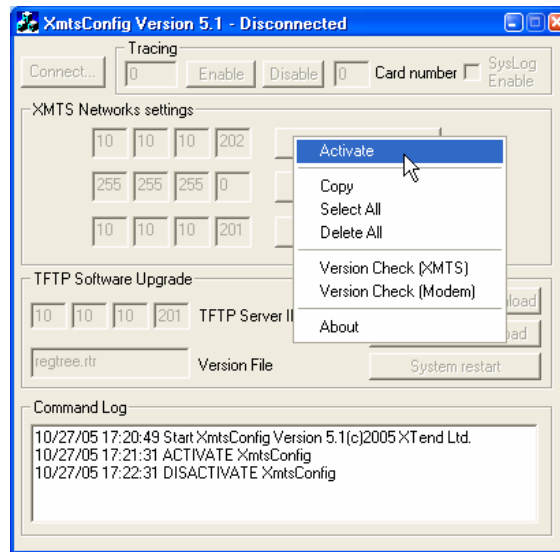 XmtsConfig Version 5.1 - Disconnected
Tracing
Connect... 0 Enable Disable 0 Card number SysLog Enable
XMTS Networks settings
10 10 10 202
Activate
255 255 255 0
Copy
Select All
10 10 10 201
Delete All
Version Check (XMTS)
TFTP Software Upgrade
Version Check (Modem)
10 10 10 201 TFTP Server
About
regtree.rtr Version File System restart
Command Log
10/27/05 17:20:49 Start XmtsConfig Version 5.1(c)2005 XTend Ltd.
10/27/05 17:21:31 ACTIVATE XmtsConfig
10/27/05 17:22:31 DISACTIVATE XmtsConfig